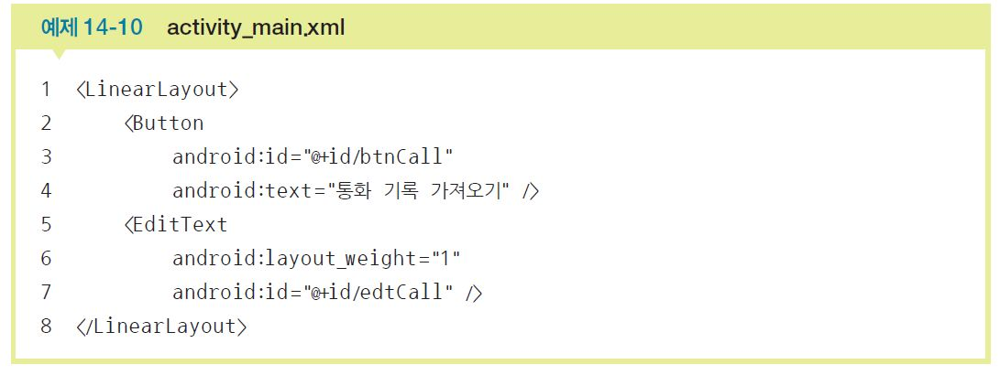 예제 14-10 activity_main.xml
1 <LinearLayout>
2 <Button
3 android:id="@+id/btnCall"
4 android:text="통화 기록 가져오기" />
5 <EditText
6 android:layout_weight="1"
7 android:id="@+id/edtCall" />
8 </LinearLayout>